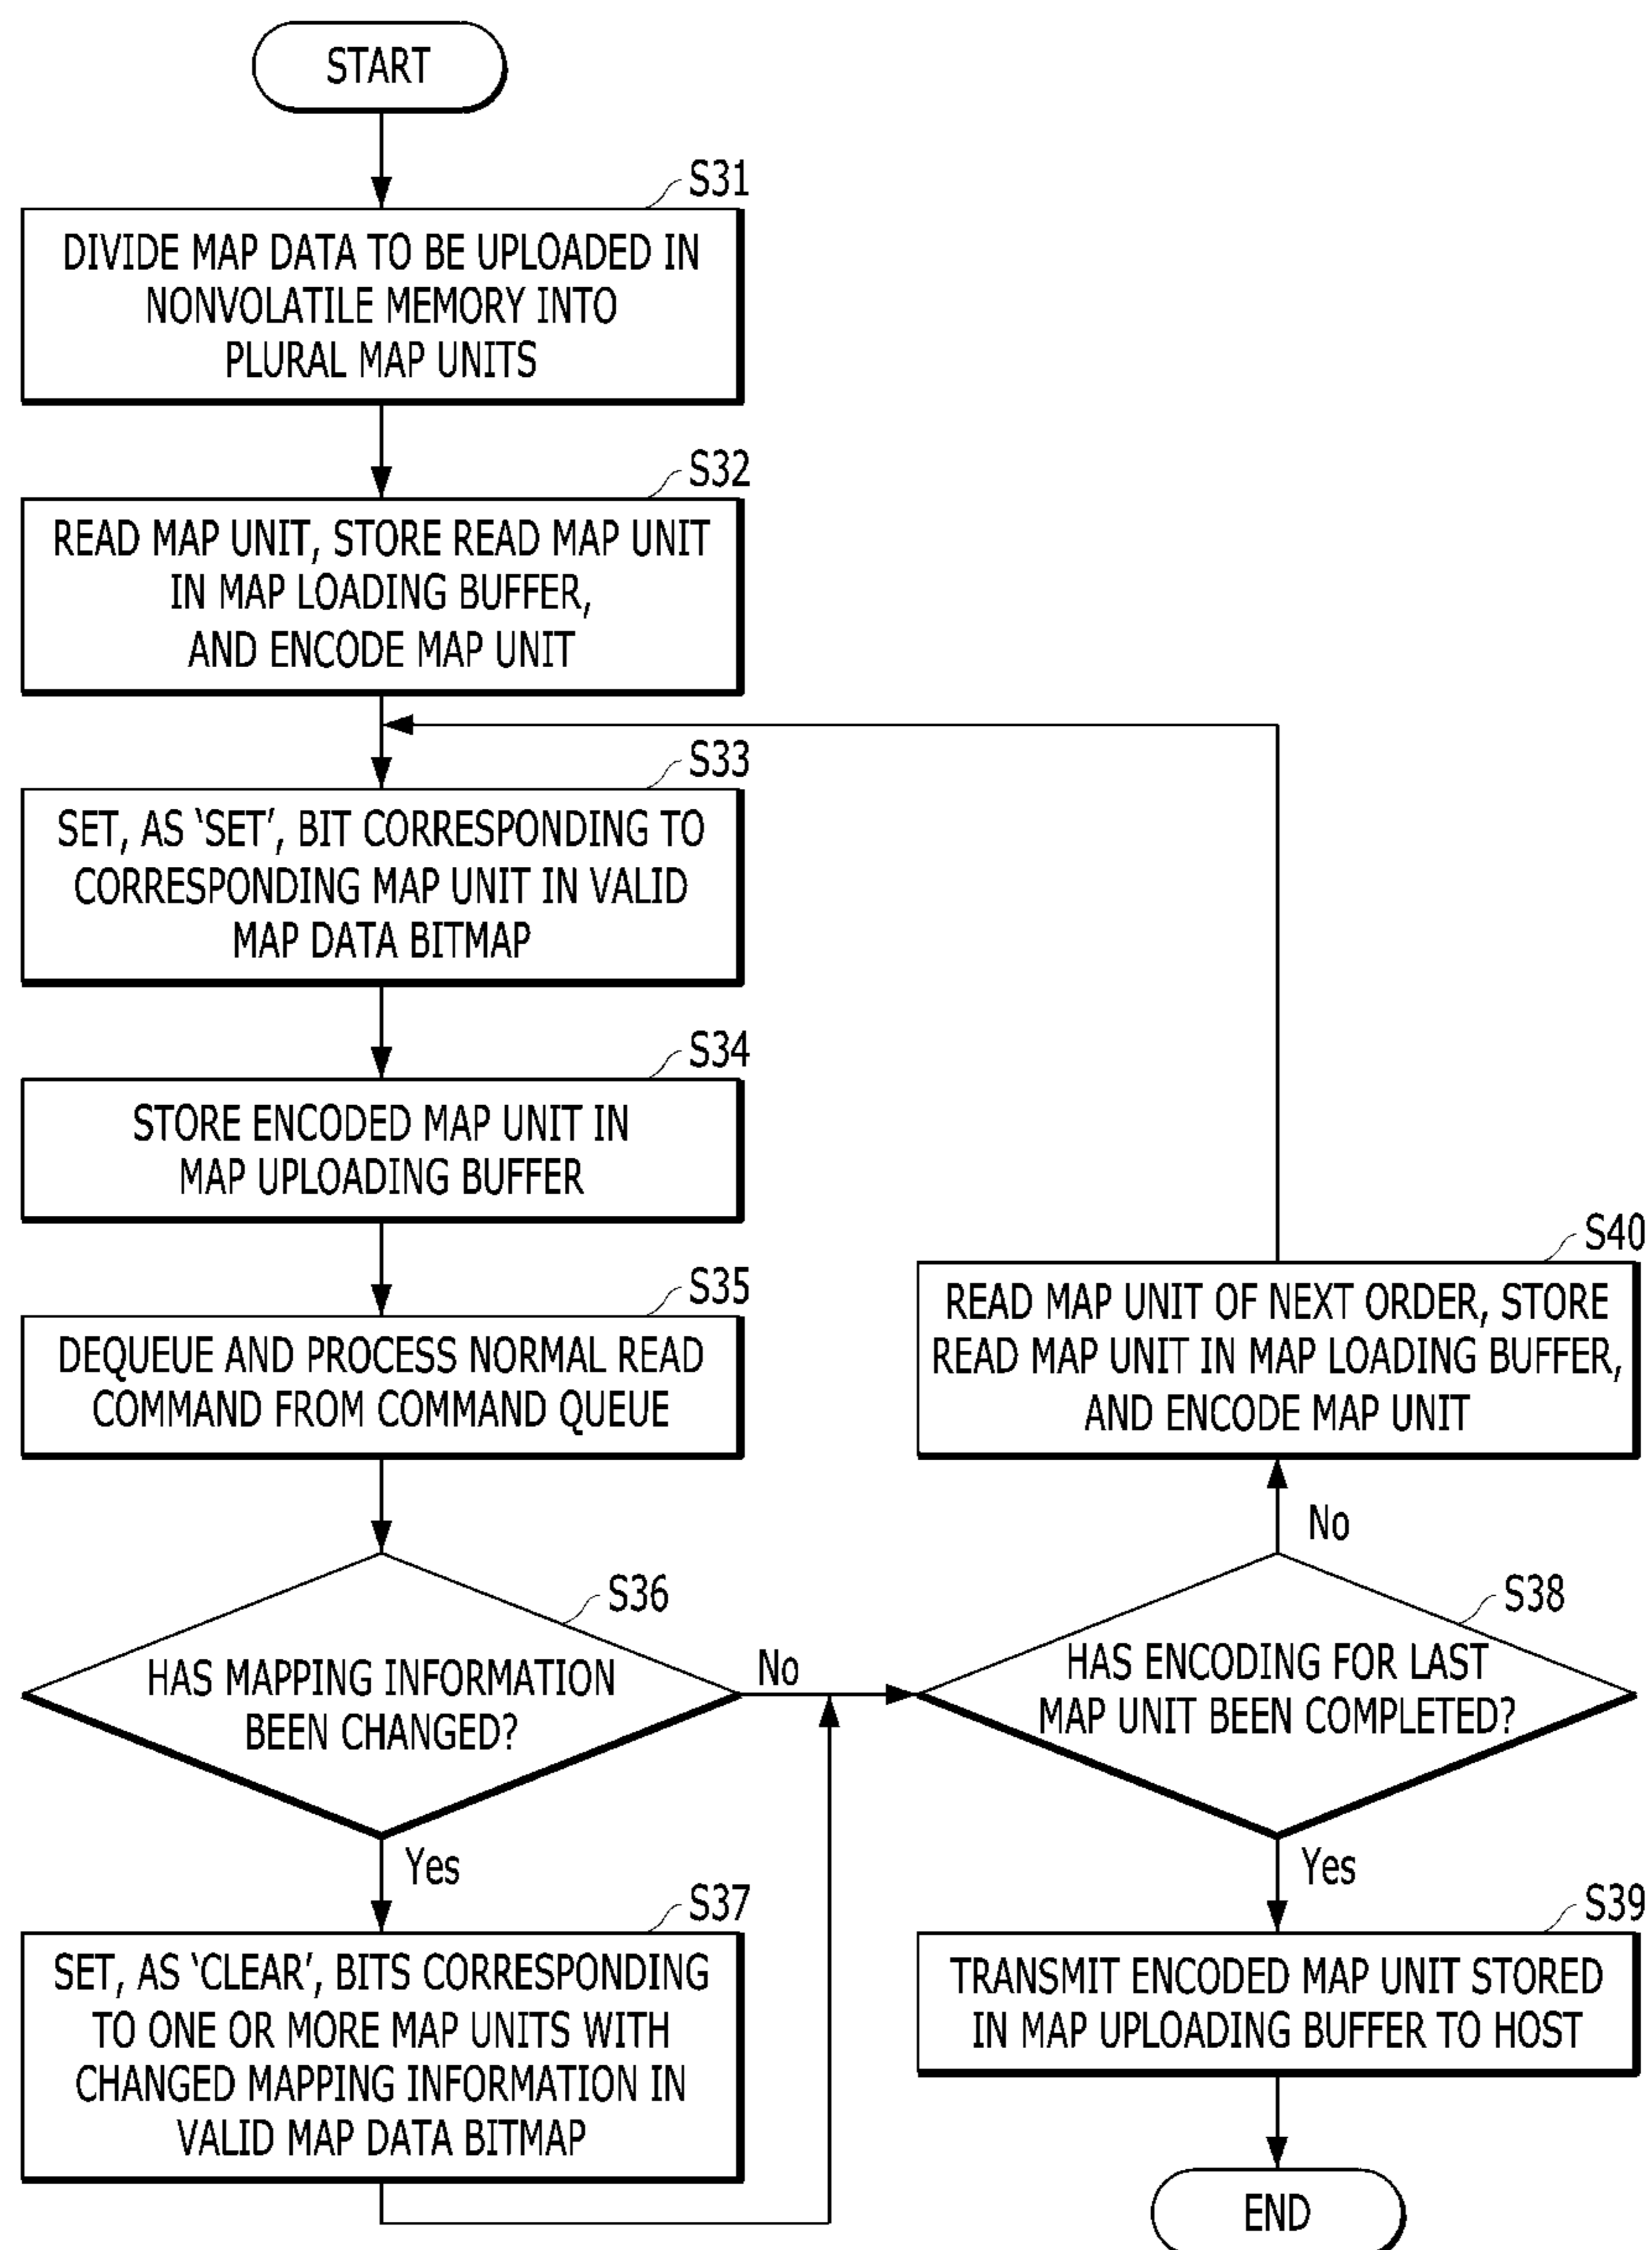 START
S31
DIVIDE MAP DATA TO BE UPLOADED IN
NONVOLATILE MEMORY INTO
PLURAL MAP UNITS
S32
READ MAP UNIT, STORE READ MAP UNIT
IN MAP LOADING BUFFER,
AND ENCODE MAP UNIT
S33
SET, AS ‘SET’, BIT CORRESPONDING TO
CORRESPONDING MAP UNIT IN VALID
MAP DATA BITMAP
S34
STORE ENCODED MAP UNIT IN
MAP UPLOADING BUFFER
S35
DEQUEUE AND PROCESS NORMAL READ
COMMAND FROM COMMAND QUEUE
S36
HAS MAPPING INFORMATION
BEEN CHANGED?
No
Yes
S37
SET, AS ‘CLEAR’, BITS CORRESPONDING
TO ONE OR MORE MAP UNITS WITH
CHANGED MAPPING INFORMATION IN
VALID MAP DATA BITMAP
S40
READ MAP UNIT OF NEXT ORDER, STORE
READ MAP UNIT IN MAP LOADING BUFFER,
AND ENCODE MAP UNIT
No
S38
HAS ENCODING FOR LAST
MAP UNIT BEEN COMPLETED?
Yes
S39
TRANSMIT ENCODED MAP UNIT STORED
IN MAP UPLOADING BUFFER TO HOST
END